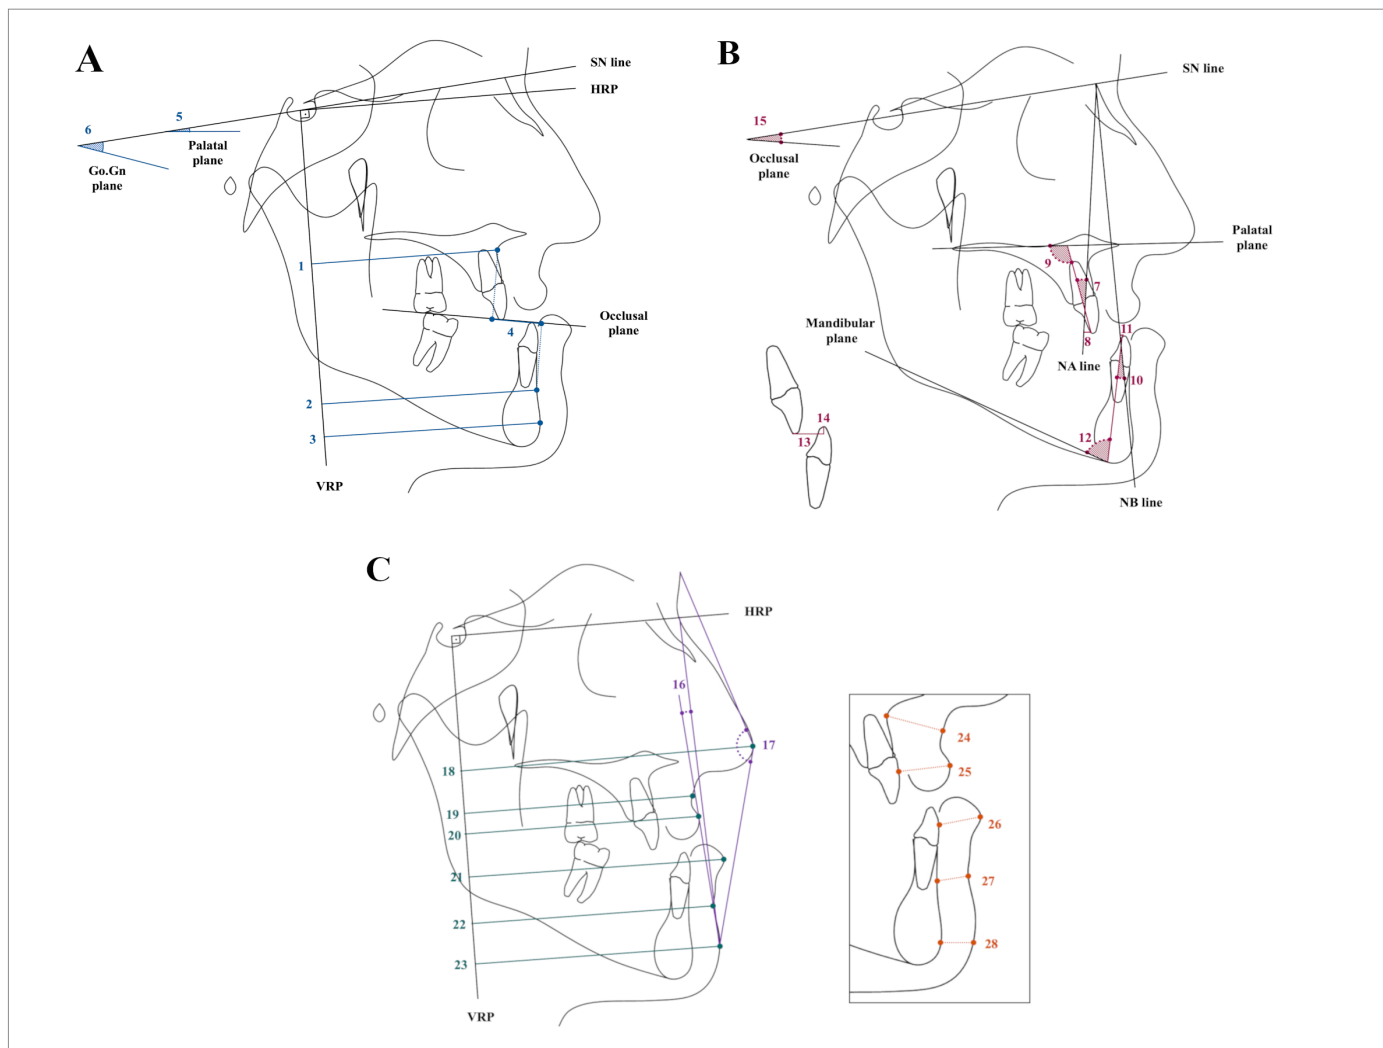 A
SN line
HRP
6
5
Palatal
plane
Go.Gn
plane
1
4
Occlusal
plane
2
3
VRP
B
SN line
15
Occlusal
plane
Palatal
plane
9
7
Mandibular
plane
8
11
NA line
10
14
13
12
NB line
C
HRP
16
17
18
19
20
21
22
23
VRP
24
25
26
27
28